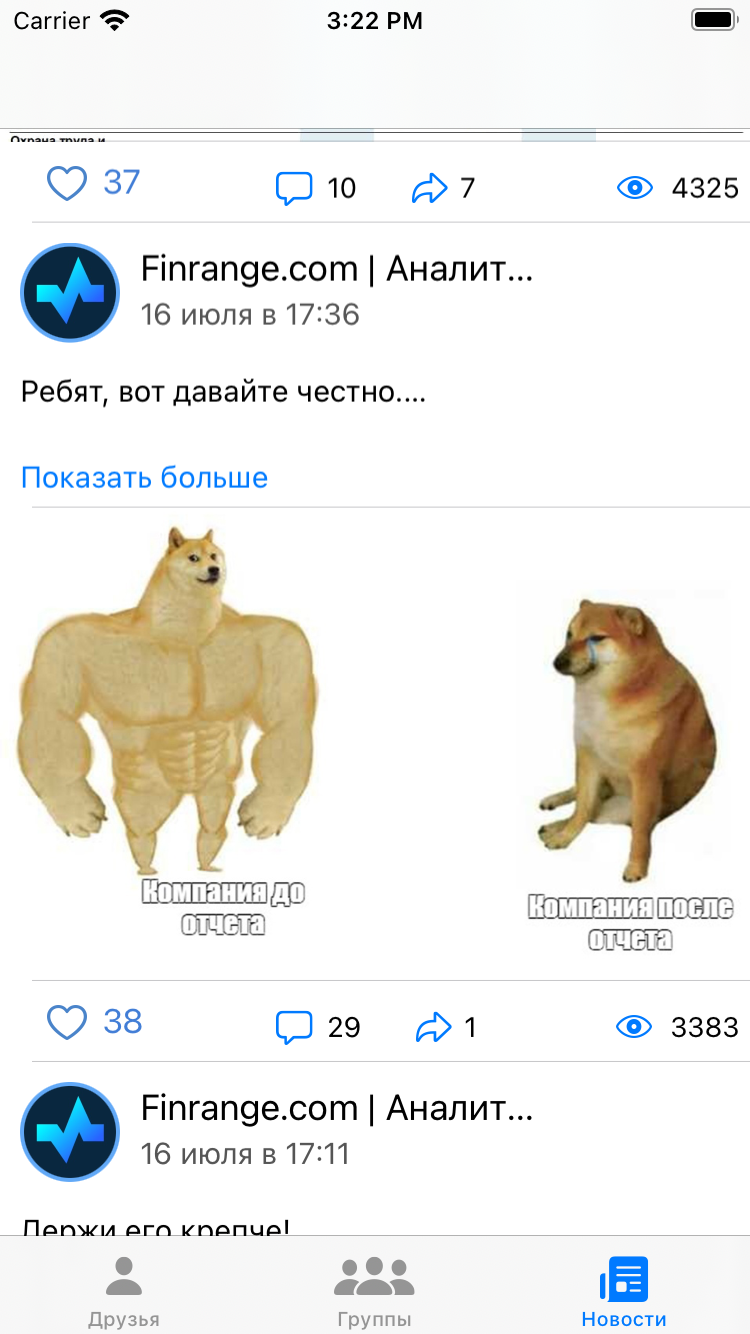 Carrier
3:22 PM
Охрана труда и
37
10
7
4325
Finrange.com | Аналит...
16 июля в 17:36
Ребят, вот давайте честно....
Показать больше
Компания до
отчета
Компания после
отчета
38
29
1
3383
Finrange.com | Аналит...
16 июля в 17:11
Держи его крепче!
Друзья
Группы
Новости